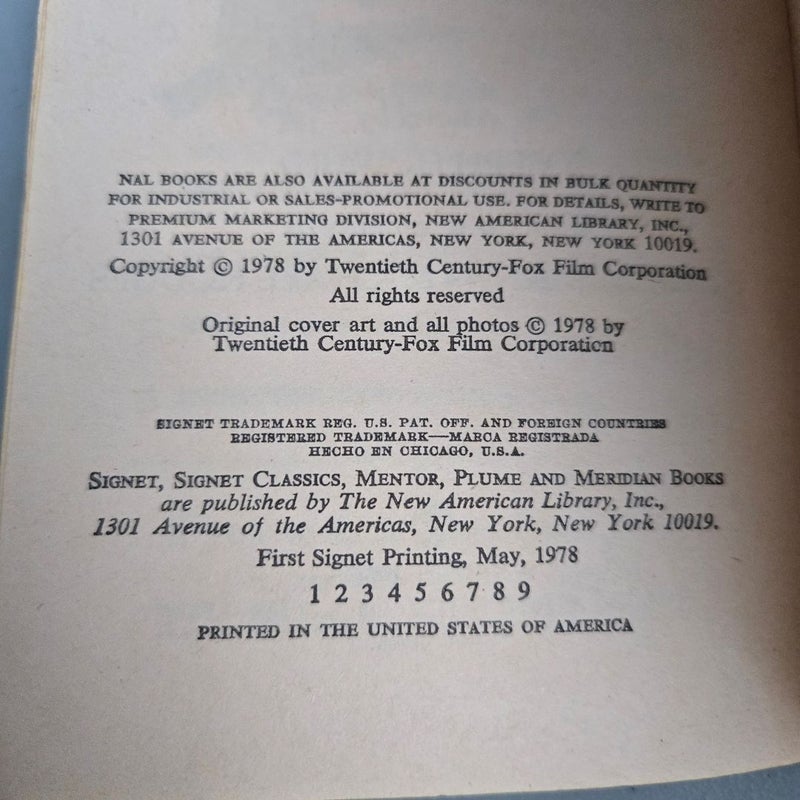 NAL BOOKS ARE ALSO AVAILABLE AT DISCOUNTS IN BULK QUANTITY
FOR INDUSTRIAL OR SALES-PROMOTIONAL USE. FOR DETAILS, WRITE TO
PREMIUM MARKETING DIVISION, NEW AMERICAN LIBRARY, INC.,
1301 AVENUE OF THE AMERICAS, NEW YORK, NEW YORK 10019.
Copyright © 1978 by Twentieth Century-Fox Film Corporation
All rights reserved
Original cover art and all photos © 1978 by
Twentieth Century-Fox Film Corporation
SIGNET TRADEMARK REG. U.S. PAT. OFF. AND FOREIGN COUNTRIES
REGISTERED TRADEMARK—MARCA REGISTRADA
HECHO EN CHICAGO, U.S.A.
SIGNET, SIGNET CLASSICS, MENTOR, PLUME AND MERIDIAN BOOKS
are published by The New American Library, Inc.,
1301 Avenue of the Americas, New York, New York 10019.
First Signet Printing, May, 1978
1 2 3 4 5 6 7 8 9
PRINTED IN THE UNITED STATES OF AMERICA